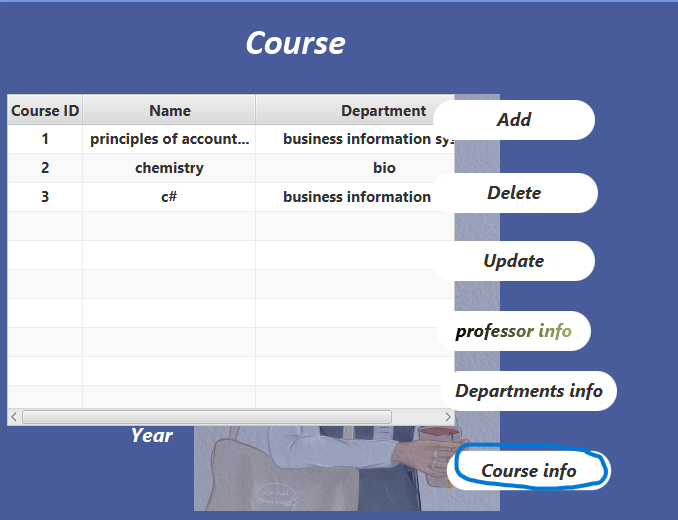 Course
Course ID Name Department
1 principles of account... business information sys
2 chemistry bio
3 c# business information
Add
Delete
Update
professor info
Departments info
Year
Course info